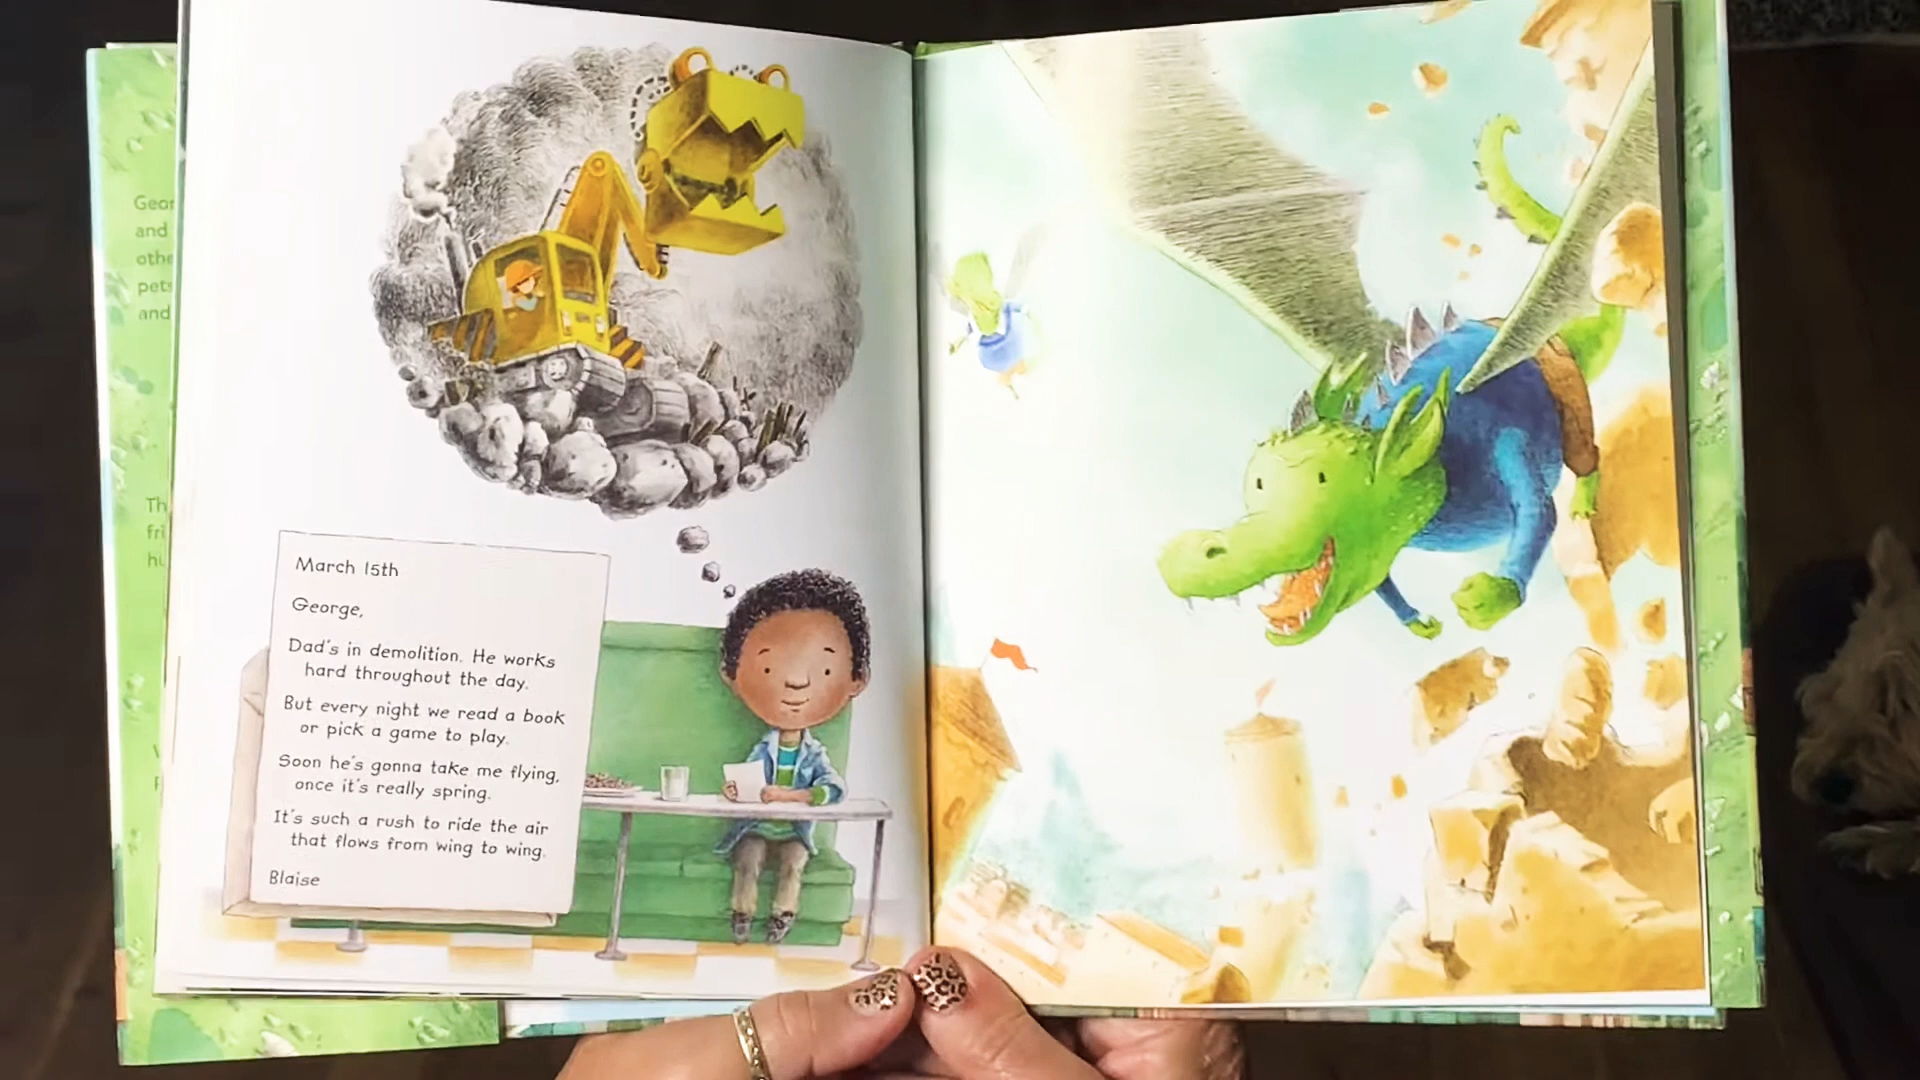 and
pets
and
March 15th
George,
Dad's in demolition. He works
hard throughout the day.
But every night we read a book
or pick a game to play.
Soon he's gonna take me flying,
once it's really spring.
It's such a rush to ride the air
that flows from wing to wing.
Blaise